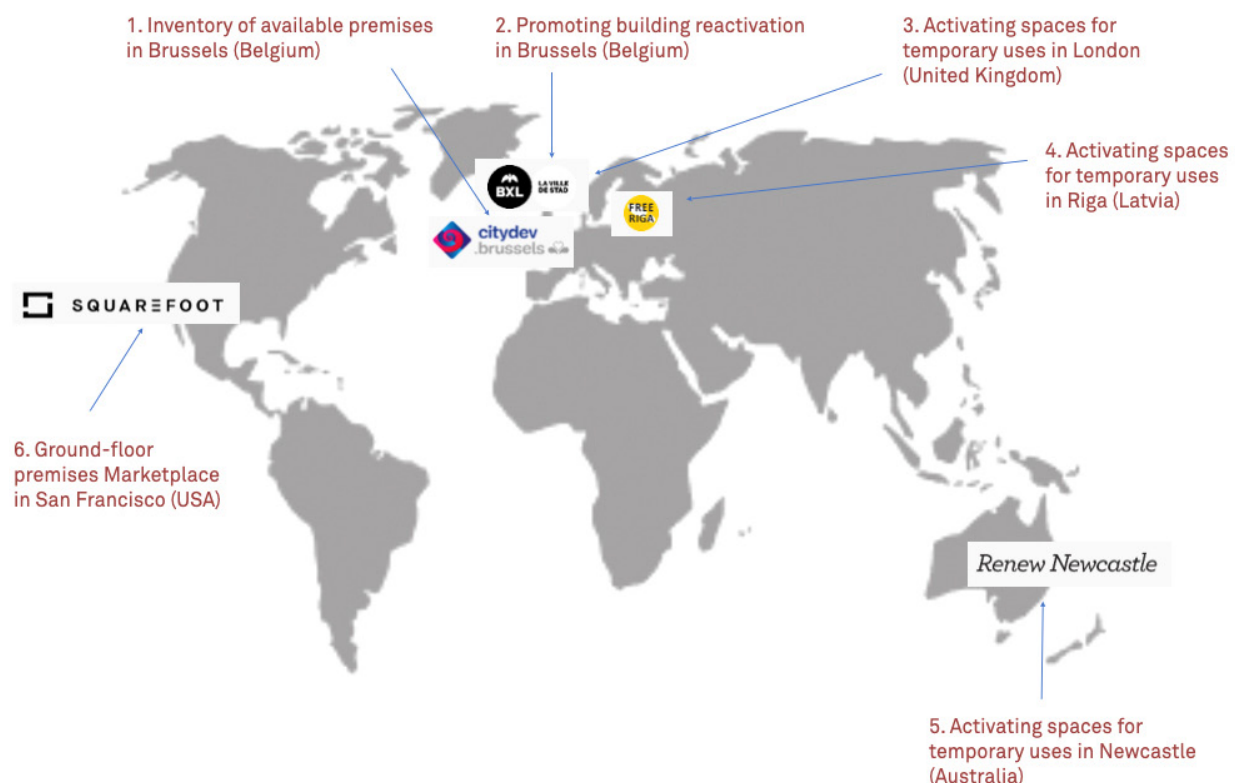 1. Inventory of available premises
in Brussels (Belgium)
2. Promoting building reactivation
in Brussels (Belgium)
3. Activating spaces for
temporary uses in London
(United Kingdom)
4. Activating spaces
for temporary uses
in Riga (Latvia)
BXL
LA VILLE
DE STAD
FREE
RIGA
citydev
.brussels
SQUAREFOOT
6. Ground-floor
premises Marketplace
in San Francisco (USA)
Renew Newcastle
5. Activating spaces for
temporary uses in Newcastle
(Australia)